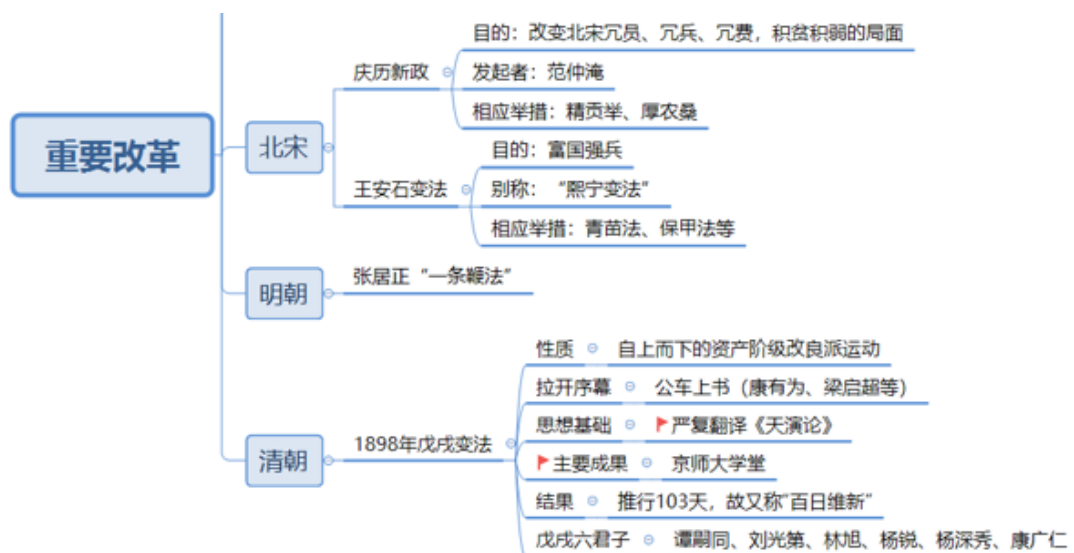 重要改革
北宋
庆历新政
目的：改变北宋冗员、冗兵、冗费，积贫积弱的局面
发起者：范仲淹
相应举措：精贡举、厚农桑
王安石变法
目的：富国强兵
别称：“熙宁变法”
相应举措：青苗法、保甲法等
明朝
张居正“一条鞭法”
清朝
1898年戊戌变法
性质 自上而下的资产阶级改良派运动
拉开序幕 公车上书（康有为、梁启超等）
思想基础 严复翻译《天演论》
主要成果 京师大学堂
结果 推行103天，故又称“百日维新”
戊戌六君子 谭嗣同、刘光第、林旭、杨锐、杨深秀、康广仁